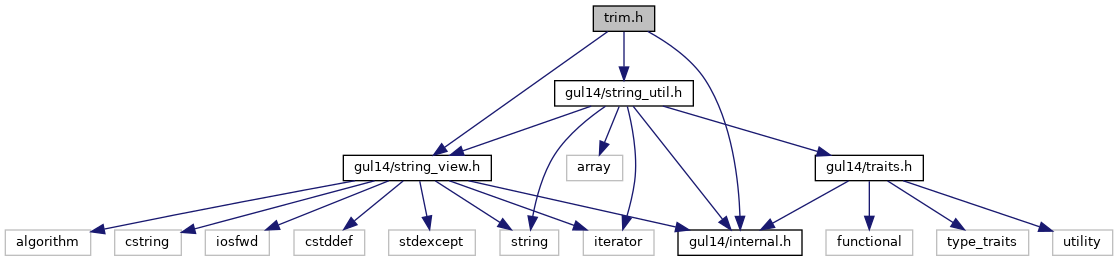 trim.h
gul14/string_util.h
gul14/string_view.h
array
gul14/traits.h
algorithm
cstring
iosfwd
cstddef
stdexcept
string
iterator
gul14/internal.h
functional
type_traits
utility